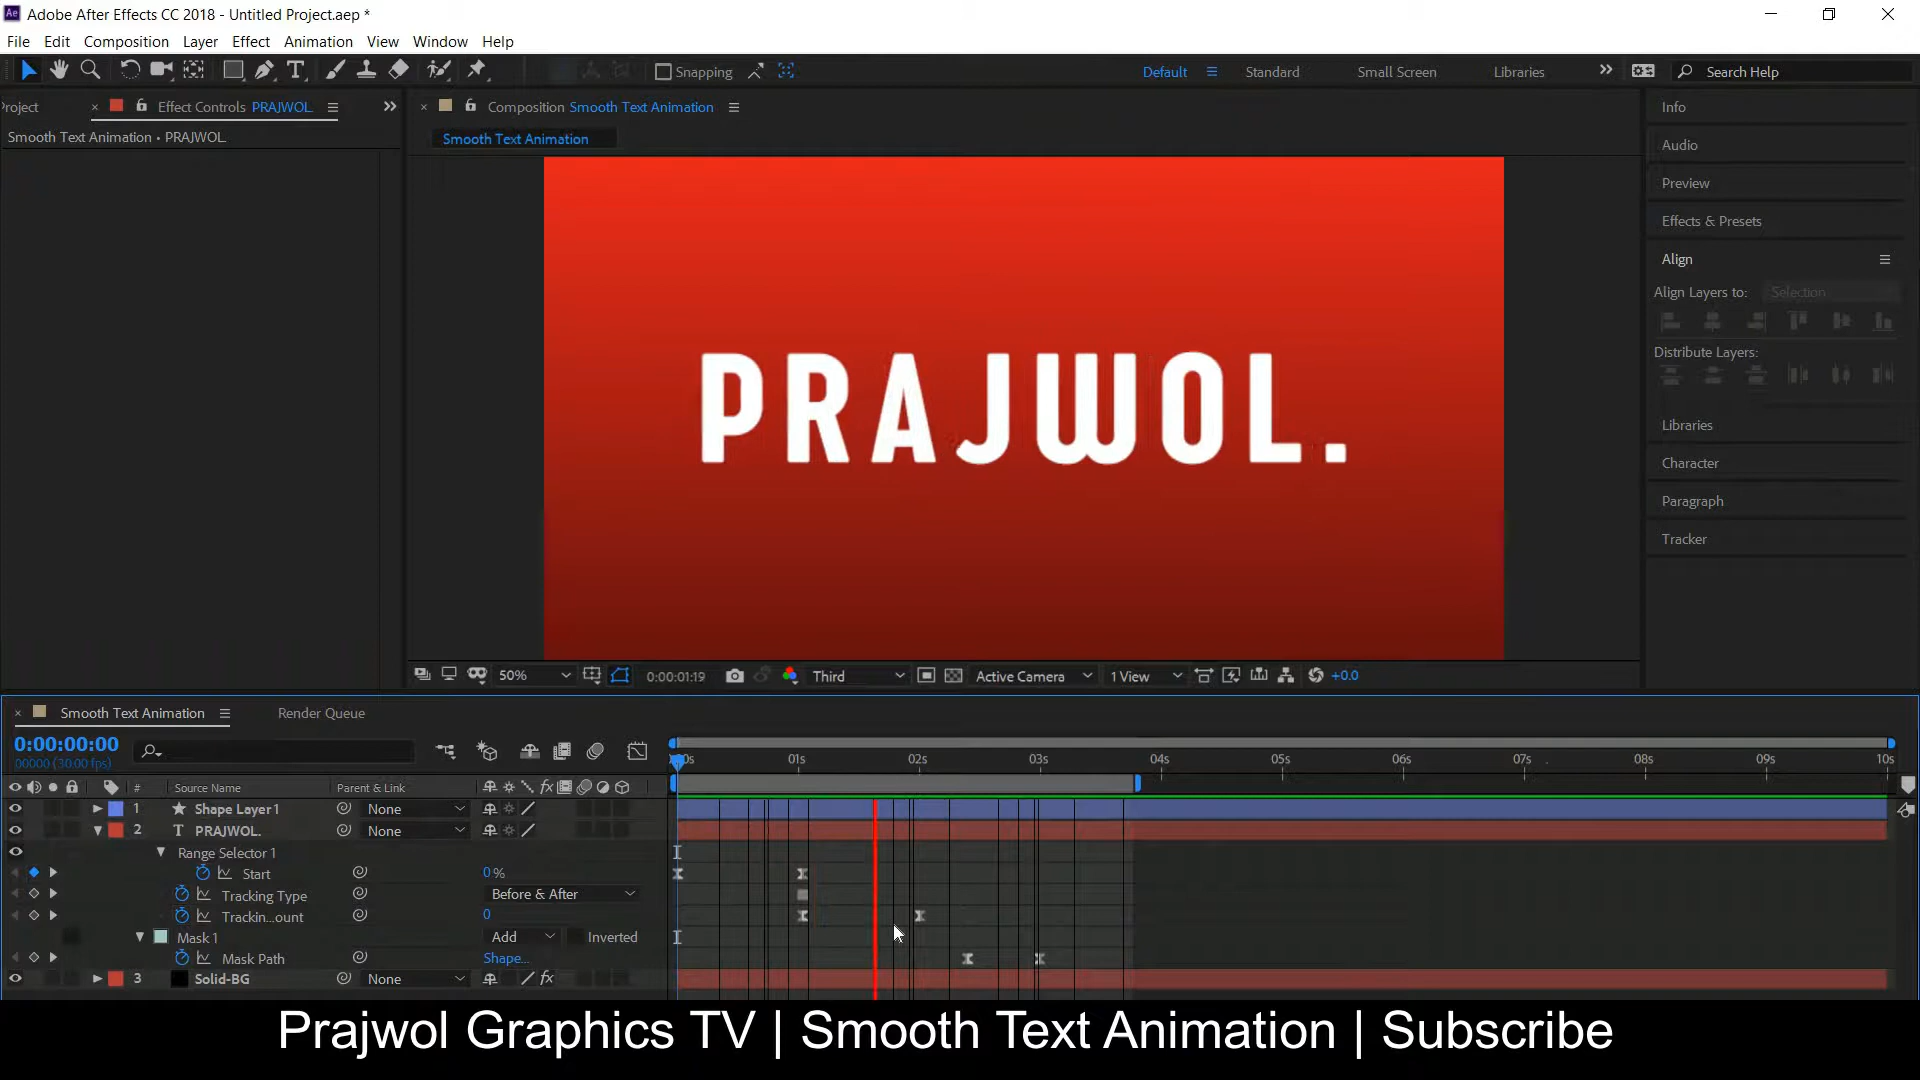 Ae Adobe After Effects CC 2018 - Untitled Project.aep *
File Edit Composition Layer Effect Animation View Window Help
Snapping Default Standard Small Screen Libraries Search Help
roject Effect Controls PRAJWOL.
Smooth Text Animation • PRAJWOL.
Composition Smooth Text Animation
Smooth Text Animation
PRAJWOL.
50% 0:00:01:19 Third Active Camera 1 View +0.0
Info
Audio
Preview
Effects & Presets
Align
Align Layers to: Selection
Distribute Layers:
Libraries
Character
Paragraph
Tracker
Smooth Text Animation Render Queue
0:00:00:00
00000 (30.00 fps)
0s 01s 02s 03s 04s 05s 06s 07s 08s 09s 10s
# Source Name Parent & Link fx
1 Shape Layer 1 None
2 T PRAJWOL. None
Range Selector 1
Start 0 %
Tracking Type Before & After
Trackin...ount 0
Mask 1 Add Inverted
Mask Path Shape...
3 Solid-BG None fx
Prajwol Graphics TV | Smooth Text Animation | Subscribe